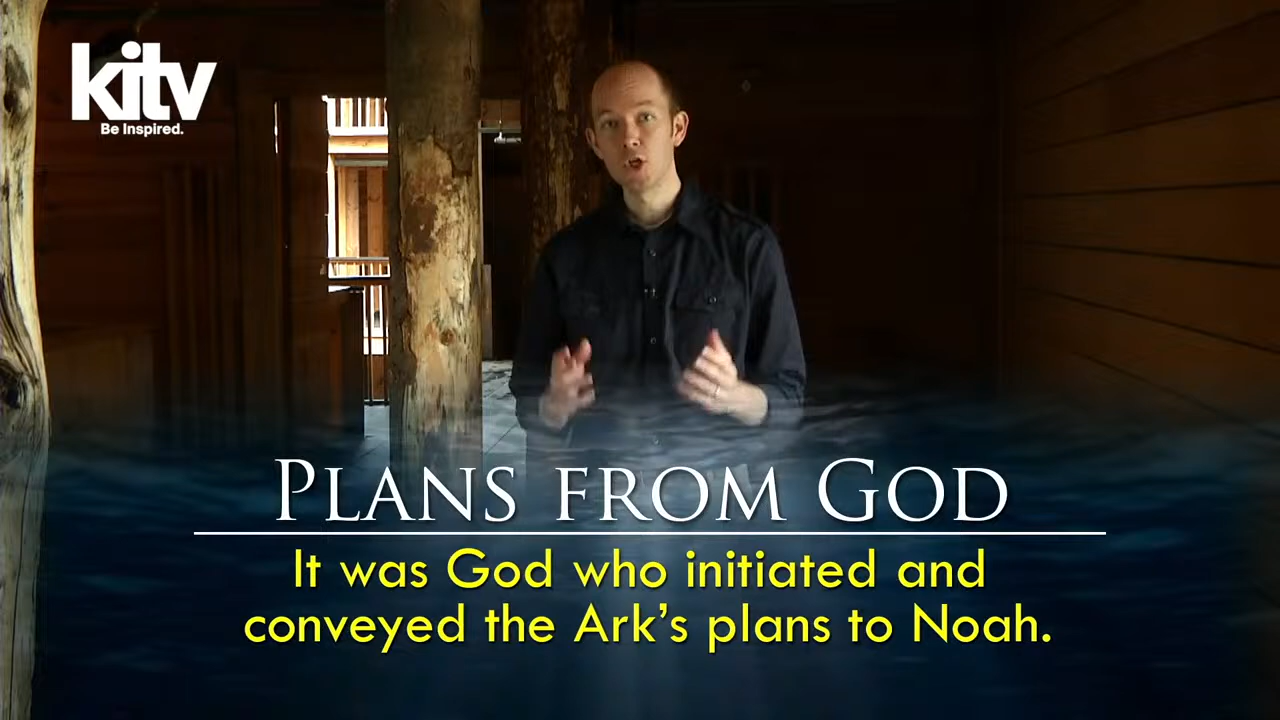 kitv
Be Inspired.
PLANS FROM GOD
It was God who initiated and
conveyed the Ark's plans to Noah.